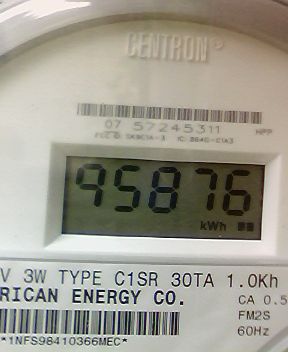 CENTRON®
07 57245311
HPP
95876
kWh
V 3W TYPE C1SR 30TA 1.0Kh
RICAN ENERGY CO.
CA 0.5
FM2S
60Hz
*1NFS98410366MEC*